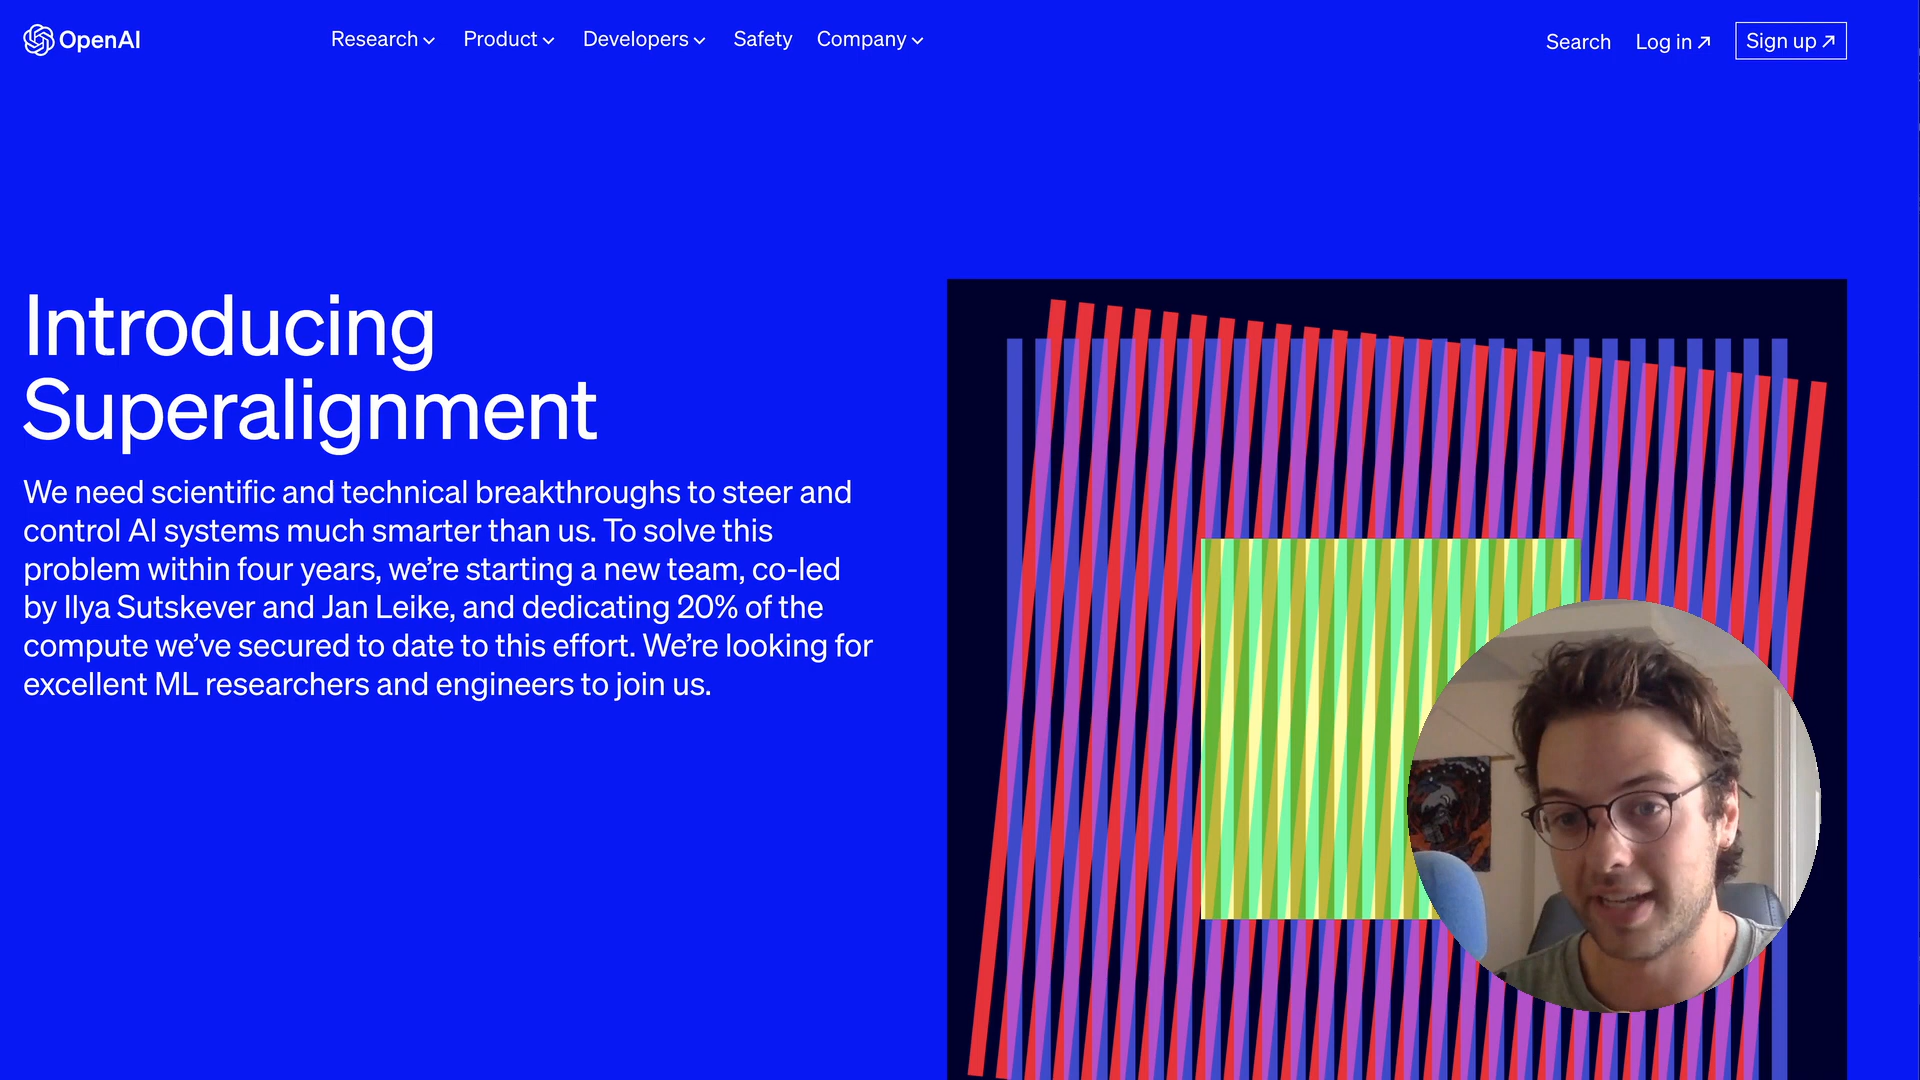 OpenAI
Research
Product
Developers
Safety
Company
Search
Log in ↗
Sign up ↗
Introducing
Superalignment
We need scientific and technical breakthroughs to steer and
control AI systems much smarter than us. To solve this
problem within four years, we’re starting a new team, co-led
by Ilya Sutskever and Jan Leike, and dedicating 20% of the
compute we’ve secured to date to this effort. We’re looking for
excellent ML researchers and engineers to join us.